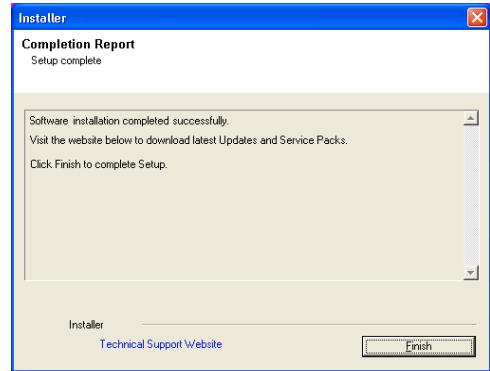 Installer
Completion Report
Setup complete
Software installation completed successfully.
Visit the website below to download latest Updates and Service Packs.
Click Finish to complete Setup.
Installer
Technical Support Website
Finish